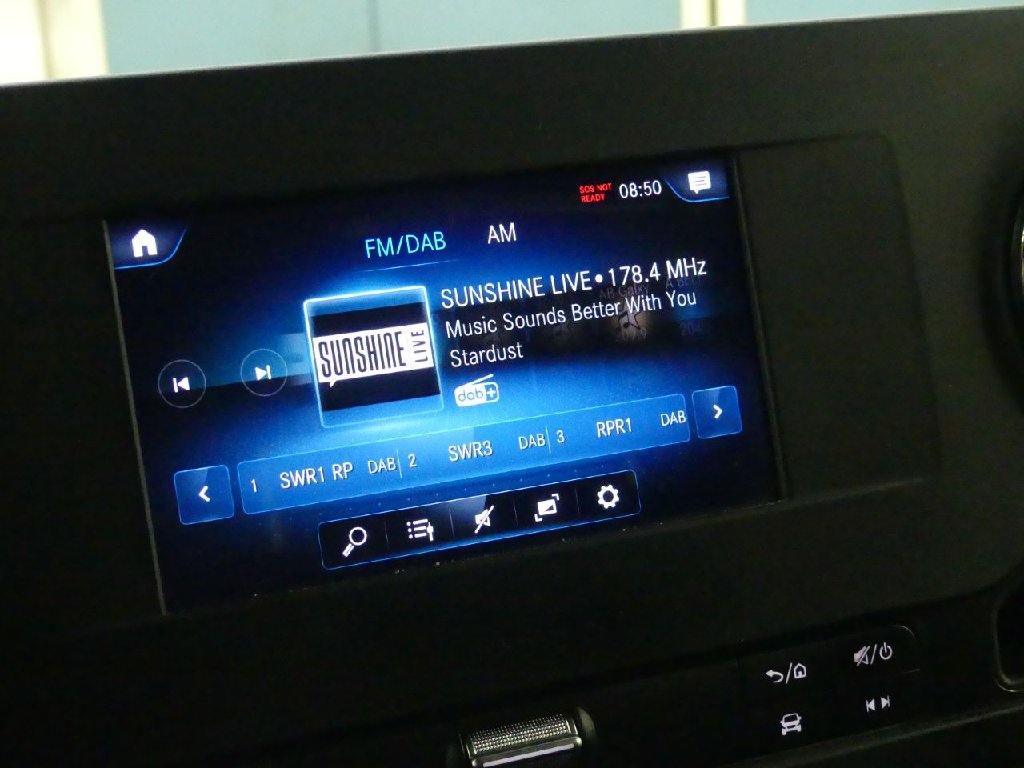 SOS NOT
READY
08:50
FM/DAB AM
SUNSHINE LIVE • 178.4 MHz
Music Sounds Better With You
Stardust
SUNSHINE LIVE
dab+
1 SWR1 RP DAB 2 SWR3 DAB 3 RPR1 DAB